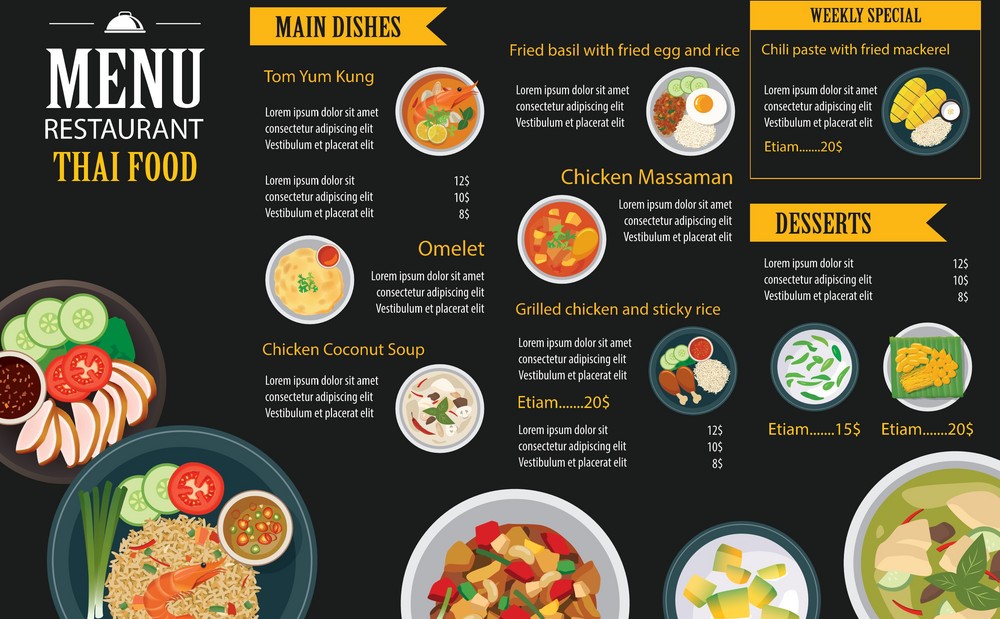 MENU
RESTAURANT
THAI FOOD
MAIN DISHES
Tom Yum Kung
Lorem ipsum dolor sit amet
consectetur adipiscing elit
Vestibulum et placerat elit
Lorem ipsum dolor sit 12$
consectetur adipiscing elit 10$
Vestibulum et placerat elit 8$
Omelet
Lorem ipsum dolor sit amet
consectetur adipiscing elit
Vestibulum et placerat elit
Chicken Coconut Soup
Lorem ipsum dolor sit amet
consectetur adipiscing elit
Vestibulum et placerat elit
Fried basil with fried egg and rice
Lorem ipsum dolor sit amet
consectetur adipiscing elit
Vestibulum et placerat elit
Chicken Massaman
Lorem ipsum dolor sit amet
consectetur adipiscing elit
Vestibulum et placerat elit
Grilled chicken and sticky rice
Lorem ipsum dolor sit amet
consectetur adipiscing elit
Vestibulum et placerat elit
Etiam.......20$
Lorem ipsum dolor sit amet 12$
consectetur adipiscing elit 10$
Vestibulum et placerat elit 8$
WEEKLY SPECIAL
Chili paste with fried mackerel
Lorem ipsum dolor sit amet
consectetur adipiscing elit
Vestibulum et placerat elit
Etiam.......20$
DESSERTS
Lorem ipsum dolor sit 12$
consectetur adipiscing elit 10$
Vestibulum et placerat elit 8$
Etiam.......15$
Etiam.......20$